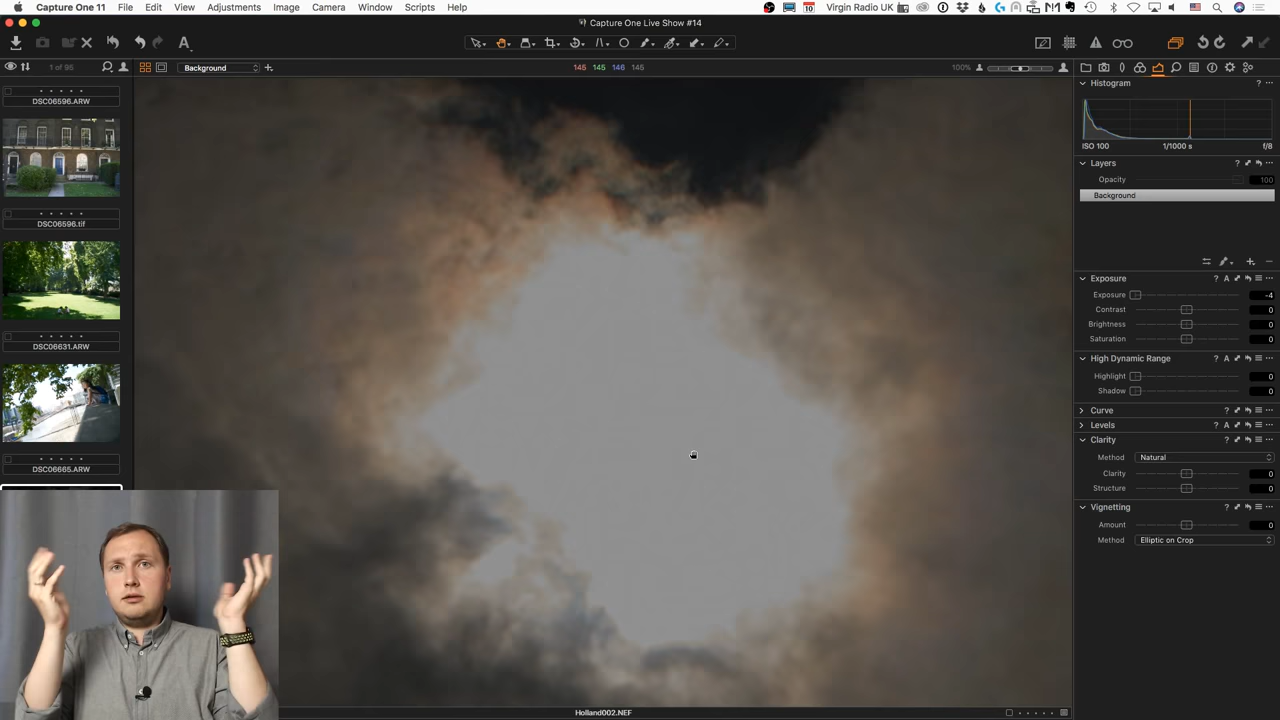 Capture One 11 File Edit View Adjustments Image Camera Window Scripts Help Virgin Radio UK
Capture One Live Show #14
1 of 95 Background 145 145 146 145 100%
DSC06596.ARW
DSC06596.tif
DSC06631.ARW
DSC06665.ARW
Histogram
ISO 100 1/1000 s f/8
Layers
Opacity 100
Background
Exposure
Exposure -4
Contrast 0
Brightness 0
Saturation 0
High Dynamic Range
Highlight 0
Shadow 0
Curve
Levels
Clarity
Method Natural
Clarity 0
Structure 0
Vignetting
Amount 0
Method Elliptic on Crop
Holland002.NEF